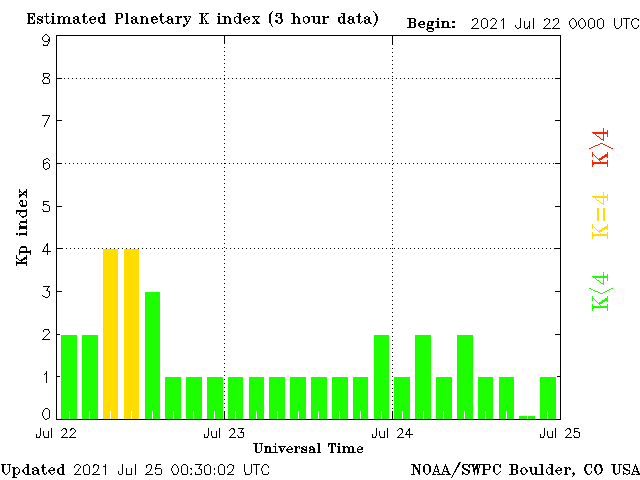 Estimated Planetary K index (3 hour data)
Begin: 2021 Jul 22 0000 UTC
9
8
7
6
5
4
3
2
1
0
Kp index
K<4 K=4 K>4
Jul 22 Jul 23 Jul 24 Jul 25
Universal Time
Updated 2021 Jul 25 00:30:02 UTC
NOAA/SWPC Boulder, CO USA